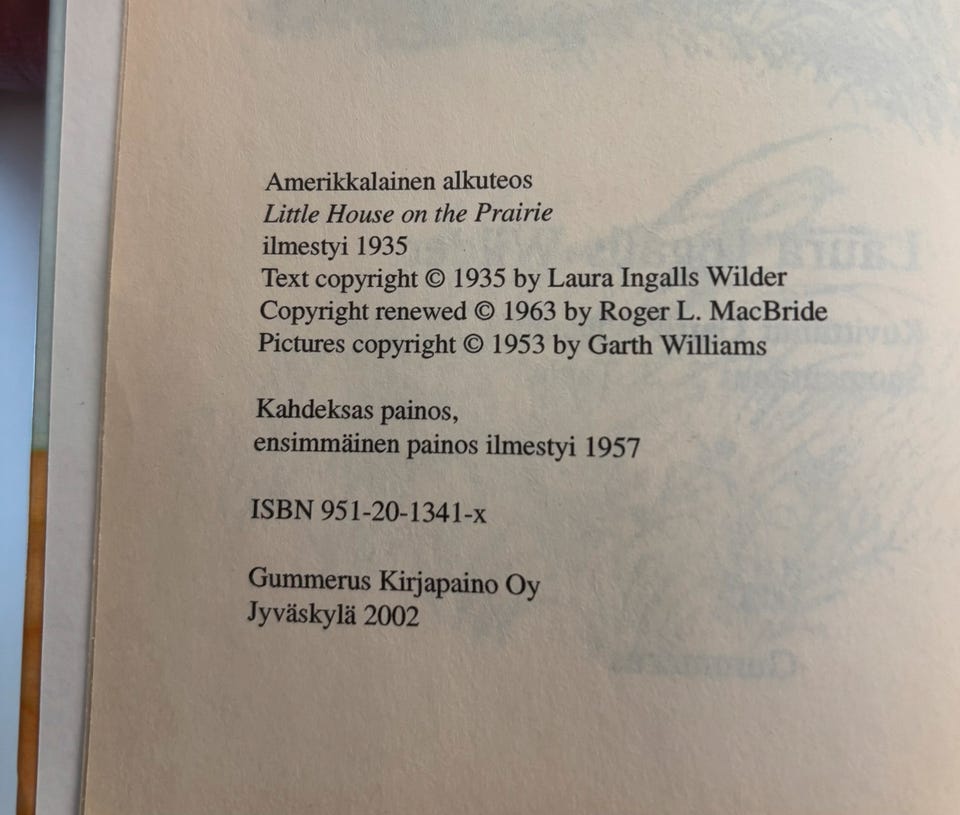 Amerikkalainen alkuteos
Little House on the Prairie
ilmestyi 1935
Text copyright © 1935 by Laura Ingalls Wilder
Copyright renewed © 1963 by Roger L. MacBride
Pictures copyright © 1953 by Garth Williams
Kahdeksas painos,
ensimmäinen painos ilmestyi 1957
ISBN 951-20-1341-x
Gummerus Kirjapaino Oy
Jyväskylä 2002